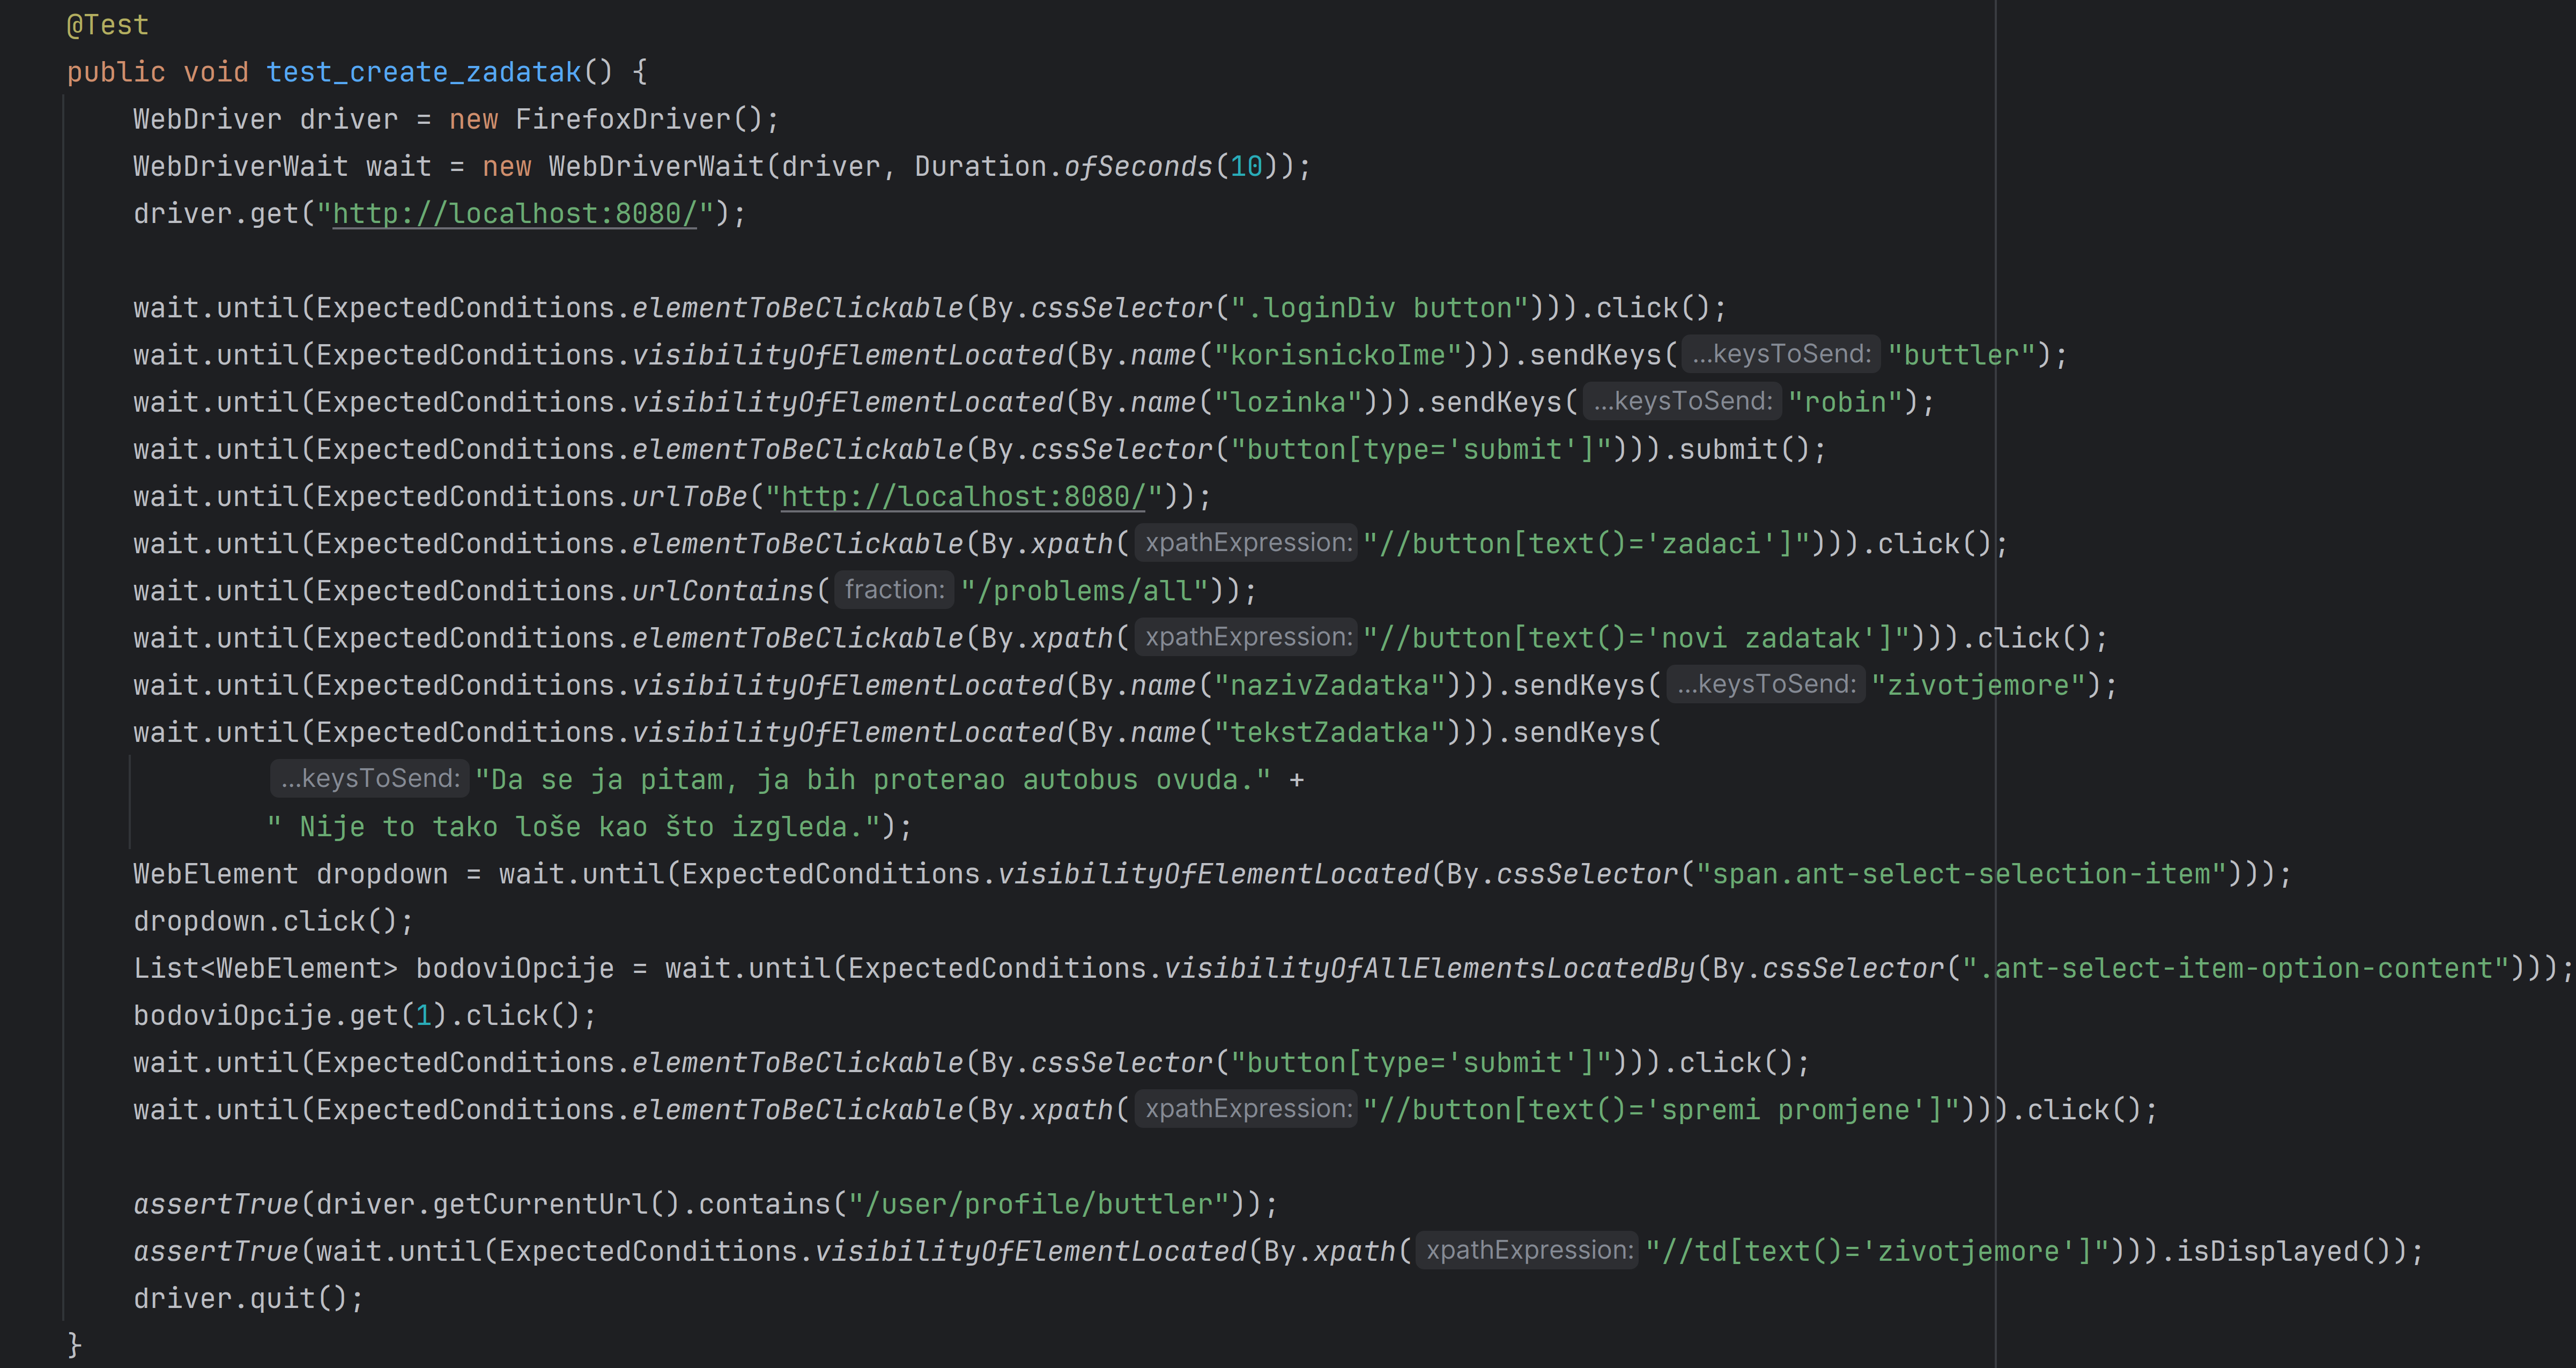 @Test
public void test_create_zadatak() {
WebDriver driver = new FirefoxDriver();
WebDriverWait wait = new WebDriverWait(driver, Duration.ofSeconds(10));
driver.get("http://localhost:8080/");
wait.until(ExpectedConditions.elementToBeClickable(By.cssSelector(".loginDiv button"))).click();
wait.until(ExpectedConditions.visibilityOfElementLocated(By.name("korisnickoIme"))).sendKeys( ...keysToSend: "buttler");
wait.until(ExpectedConditions.visibilityOfElementLocated(By.name("lozinka"))).sendKeys( ...keysToSend: "robin");
wait.until(ExpectedConditions.elementToBeClickable(By.cssSelector("button[type='submit']"))).submit();
wait.until(ExpectedConditions.urlToBe("http://localhost:8080/"));
wait.until(ExpectedConditions.elementToBeClickable(By.xpath( xpathExpression: "//button[text()='zadaci']"))).click();
wait.until(ExpectedConditions.urlContains( fraction: "/problems/all"));
wait.until(ExpectedConditions.elementToBeClickable(By.xpath( xpathExpression: "//button[text()='novi zadatak']"))).click();
wait.until(ExpectedConditions.visibilityOfElementLocated(By.name("nazivZadatka"))).sendKeys( ...keysToSend: "zivotjemore");
wait.until(ExpectedConditions.visibilityOfElementLocated(By.name("tekstZadatka"))).sendKeys(
...keysToSend: "Da se ja pitam, ja bih proterao autobus ovuda." +
" Nije to tako loše kao što izgleda.");
WebElement dropdown = wait.until(ExpectedConditions.visibilityOfElementLocated(By.cssSelector("span.ant-select-selection-item")));
dropdown.click();
List<WebElement> bodoviOpcije = wait.until(ExpectedConditions.visibilityOfAllElementsLocatedBy(By.cssSelector(".ant-select-item-option-content")));
bodoviOpcije.get(1).click();
wait.until(ExpectedConditions.elementToBeClickable(By.cssSelector("button[type='submit']"))).click();
wait.until(ExpectedConditions.elementToBeClickable(By.xpath( xpathExpression: "//button[text()='spremi promjene']"))).click();
assertTrue(driver.getCurrentUrl().contains("/user/profile/buttler"));
assertTrue(wait.until(ExpectedConditions.visibilityOfElementLocated(By.xpath( xpathExpression: "//td[text()='zivotjemore']"))).isDisplayed());
driver.quit();
}